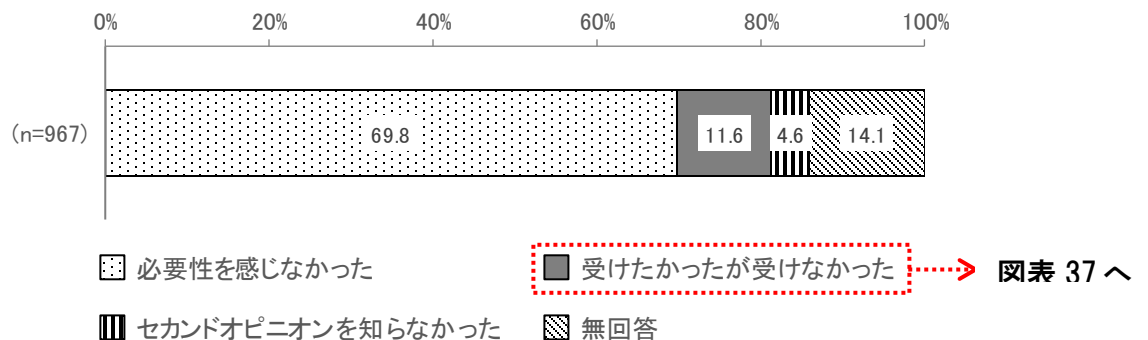 0% 20% 40% 60% 80% 100%
(n=967) 69.8 11.6 4.6 14.1
必要性を感じなかった 受けたかったが受けなかった 図表 37 へ
セカンドオピニオンを知らなかった 無回答